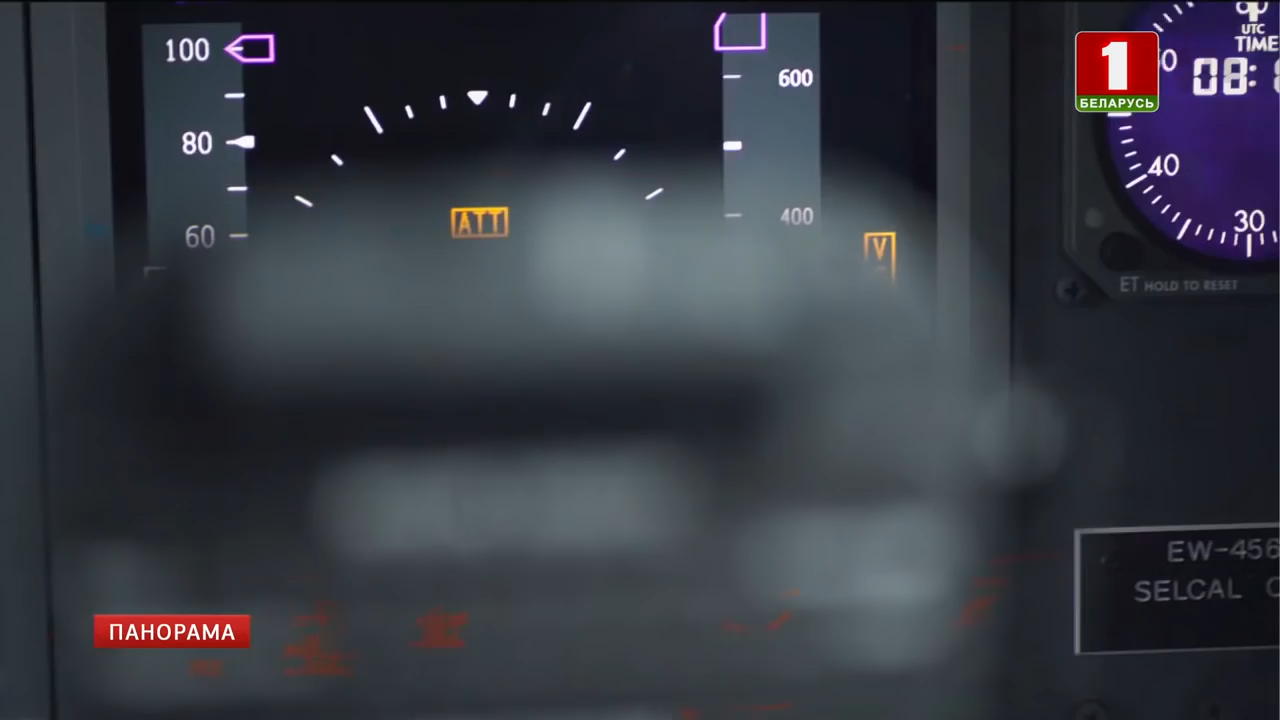 100
80
60
ATT
600
400
V
1
БЕЛАРУСЬ
UTC
TIME
08:
40
30
ET HOLD TO RESET
EW-456
SELCAL
ПАНОРАМА